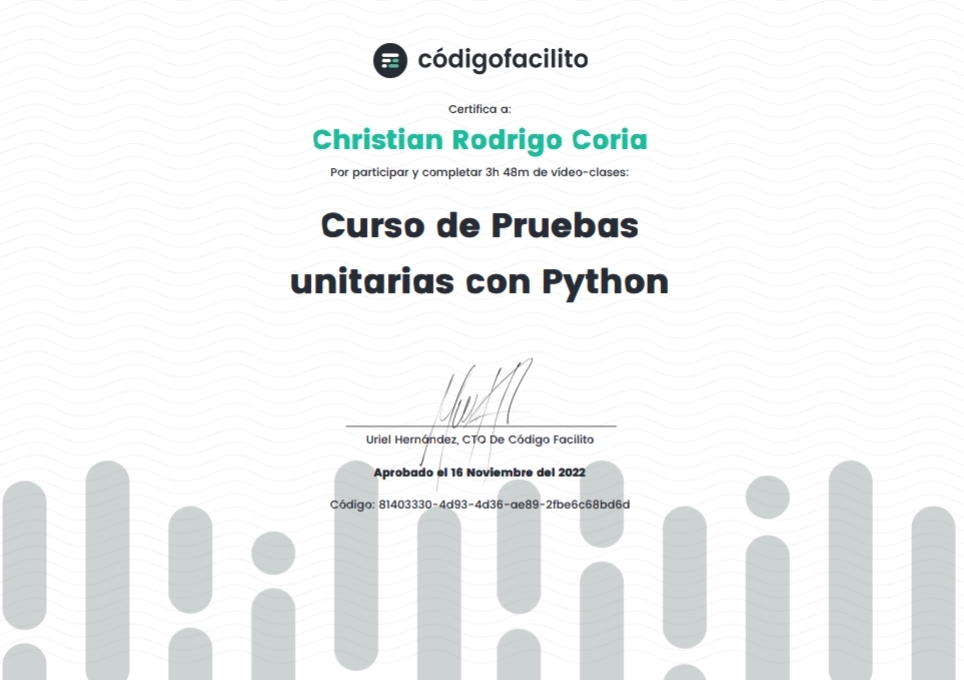 códigofacilito
Certifica a:
Christian Rodrigo Coria
Por participar y completar 3h 48m de vídeo-clases:
Curso de Pruebas
unitarias con Python
Uriel Hernández, CTO De Código Facilito
Aprobado el 16 Noviembre del 2022
Código: 81403330-4d93-4d36-ae89-2fbe6c68bd6d